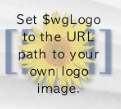 Set $wgLogo
to the URL
path to your
own logo
image.